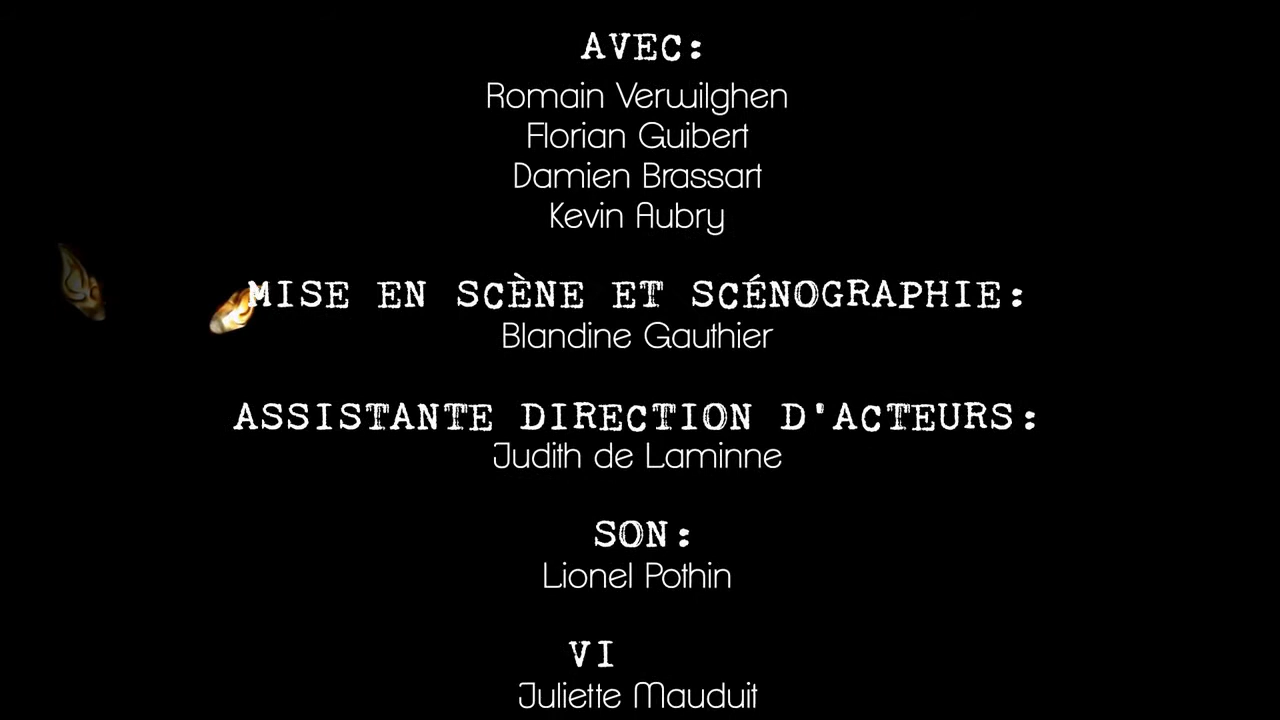 AVEC:
Romain Verwilghen
Florian Guibert
Damien Brassart
Kevin Aubry
MISE EN SCÈNE ET SCÉNOGRAPHIE:
Blandine Gauthier
ASSISTANTE DIRECTION D'ACTEURS:
Judith de Laminne
SON:
Lionel Pothin
VI
Juliette Mauduit